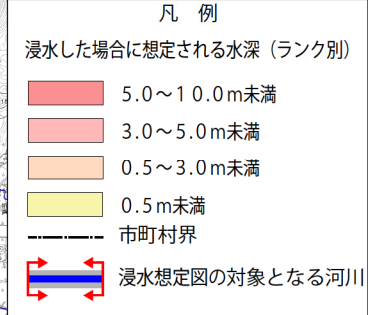 凡 例
浸水した場合に想定される水深（ランク別）
５.０～１０.０ｍ未満
３.０～５.０ｍ未満
０.５～３.０ｍ未満
０.５ｍ未満
市町村界
浸水想定図の対象となる河川